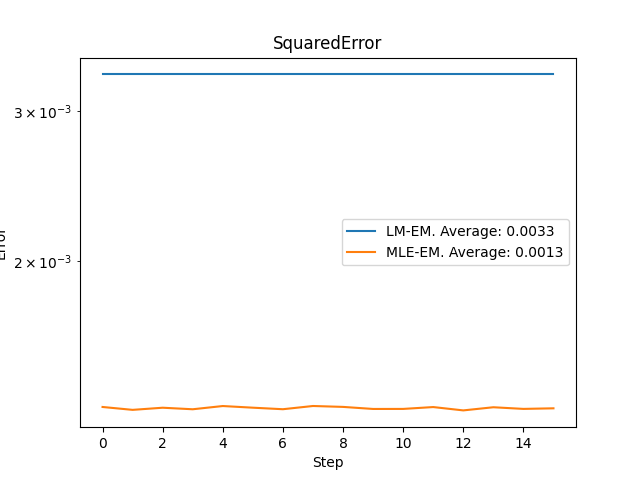 SquaredError
3 × 10⁻³
2 × 10⁻³
Error
LM-EM. Average: 0.0033
MLE-EM. Average: 0.0013
0 2 4 6 8 10 12 14
Step